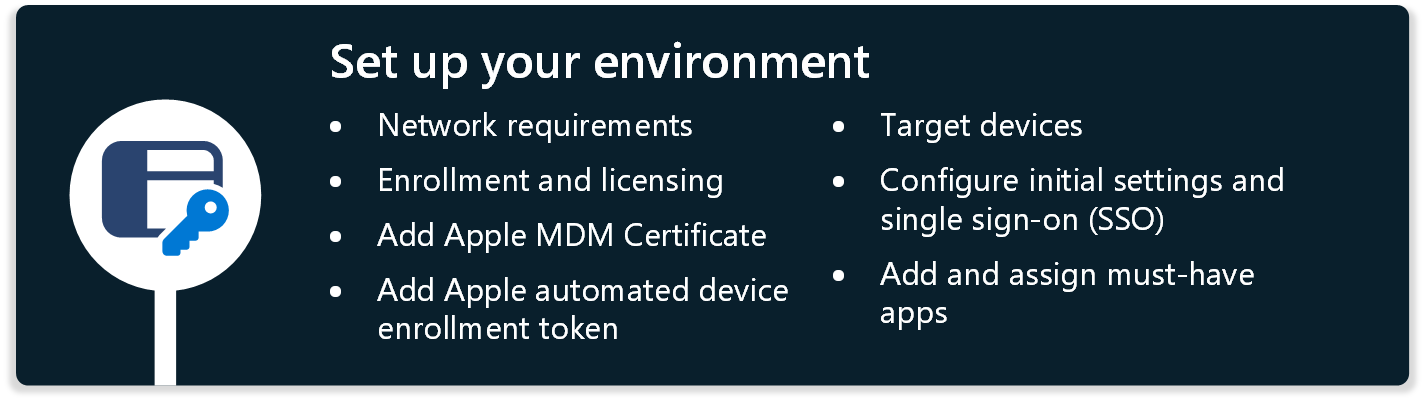 Set up your environment
• Network requirements
• Enrollment and licensing
• Add Apple MDM Certificate
• Add Apple automated device
enrollment token
• Target devices
• Configure initial settings and
single sign-on (SSO)
• Add and assign must-have
apps